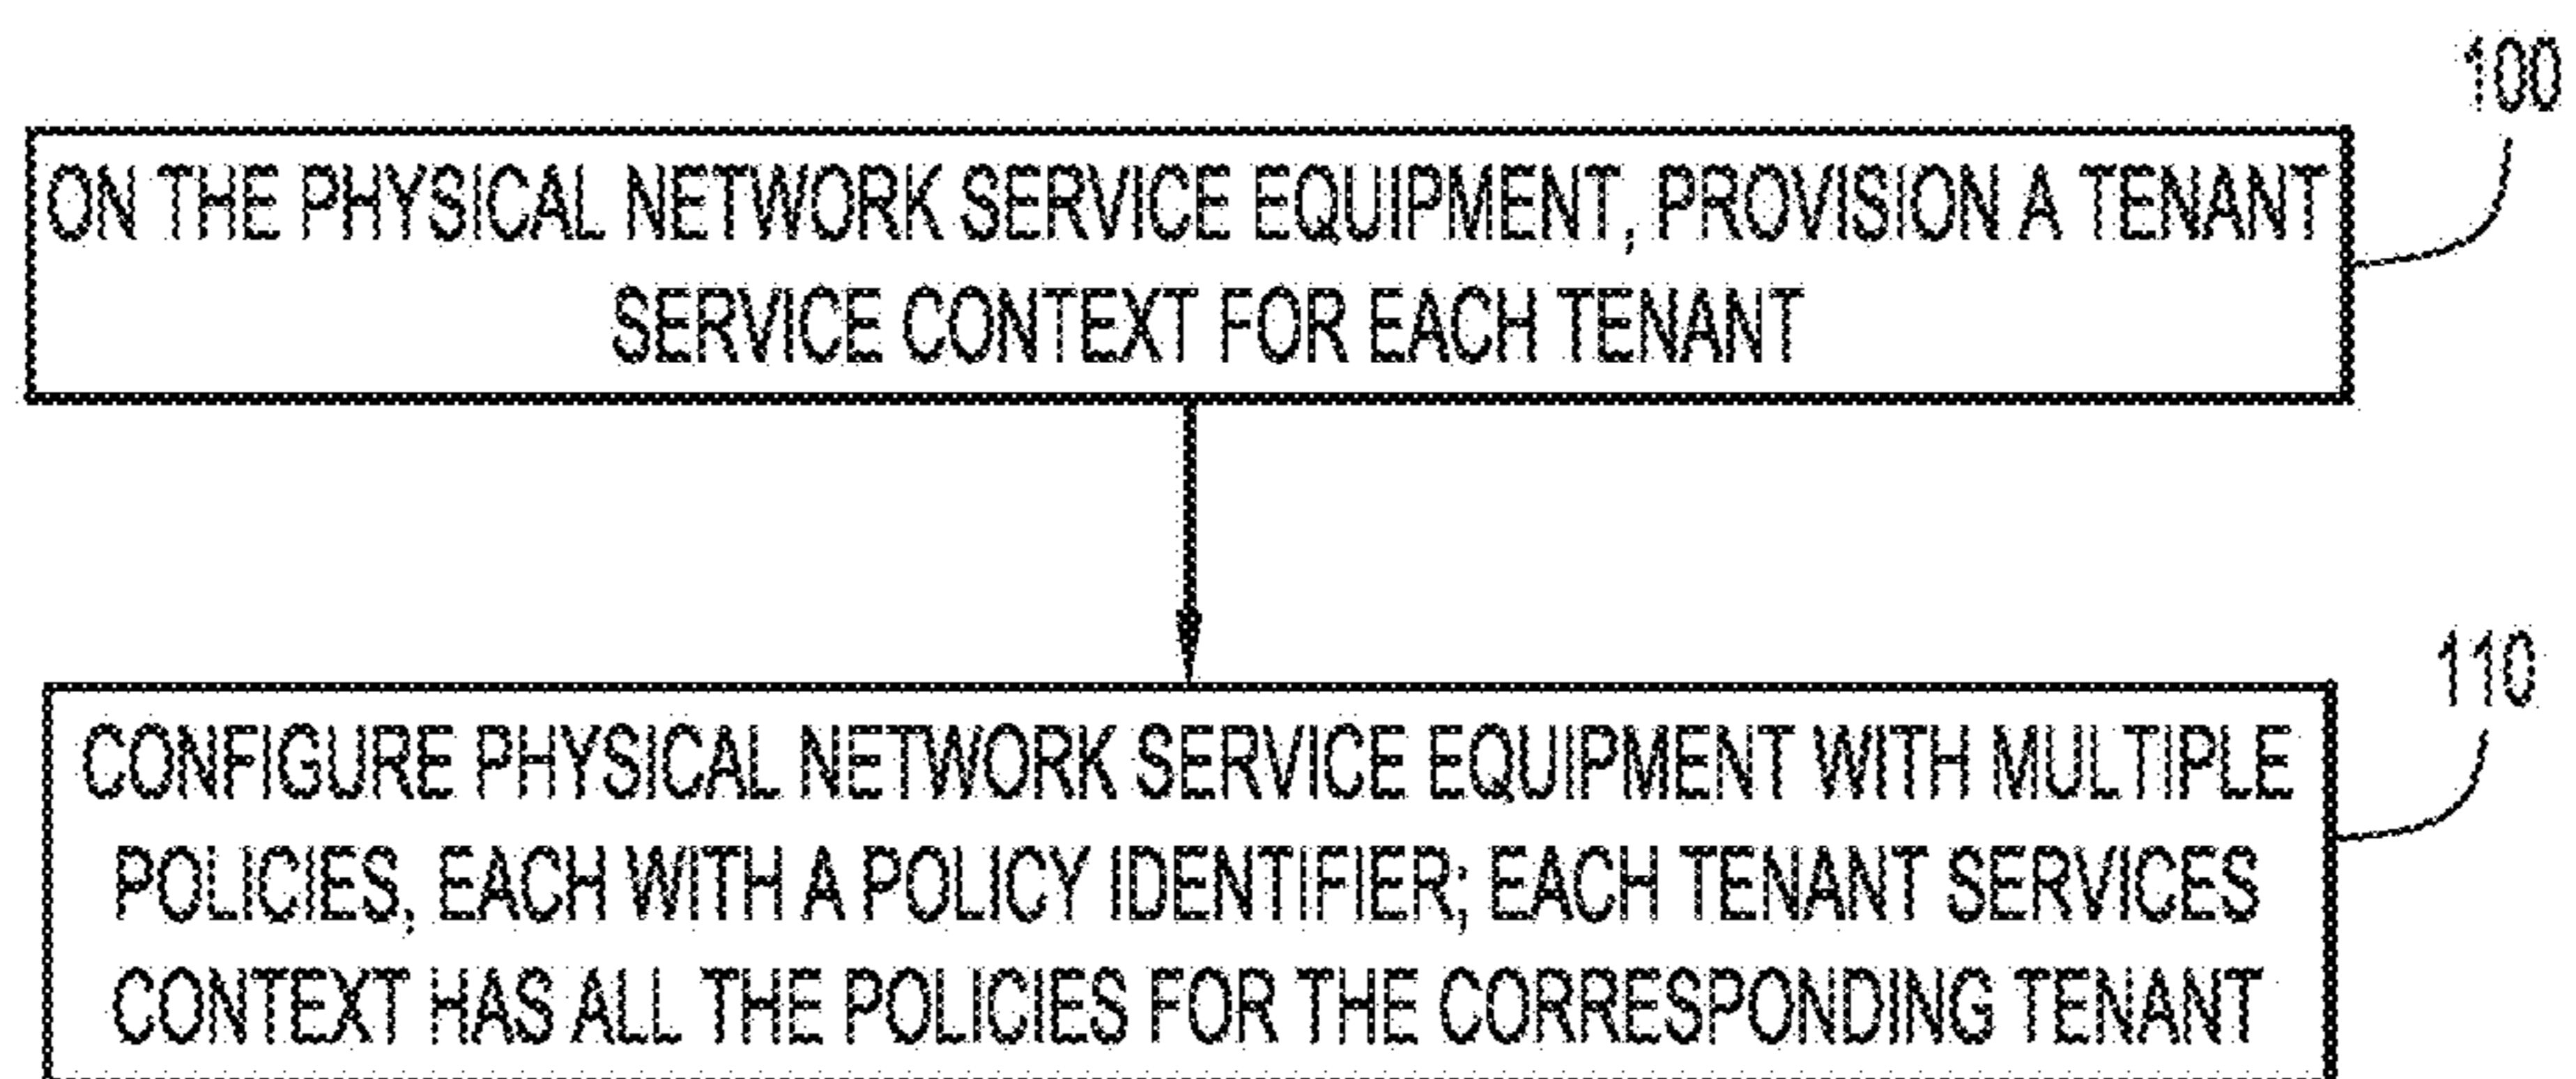 100
ON THE PHYSICAL NETWORK SERVICE EQUIPMENT, PROVISION A TENANT
SERVICE CONTEXT FOR EACH TENANT
110
CONFIGURE PHYSICAL NETWORK SERVICE EQUIPMENT WITH MULTIPLE
POLICIES, EACH WITH A POLICY IDENTIFIER; EACH TENANT SERVICES
CONTEXT HAS ALL THE POLICIES FOR THE CORRESPONDING TENANT